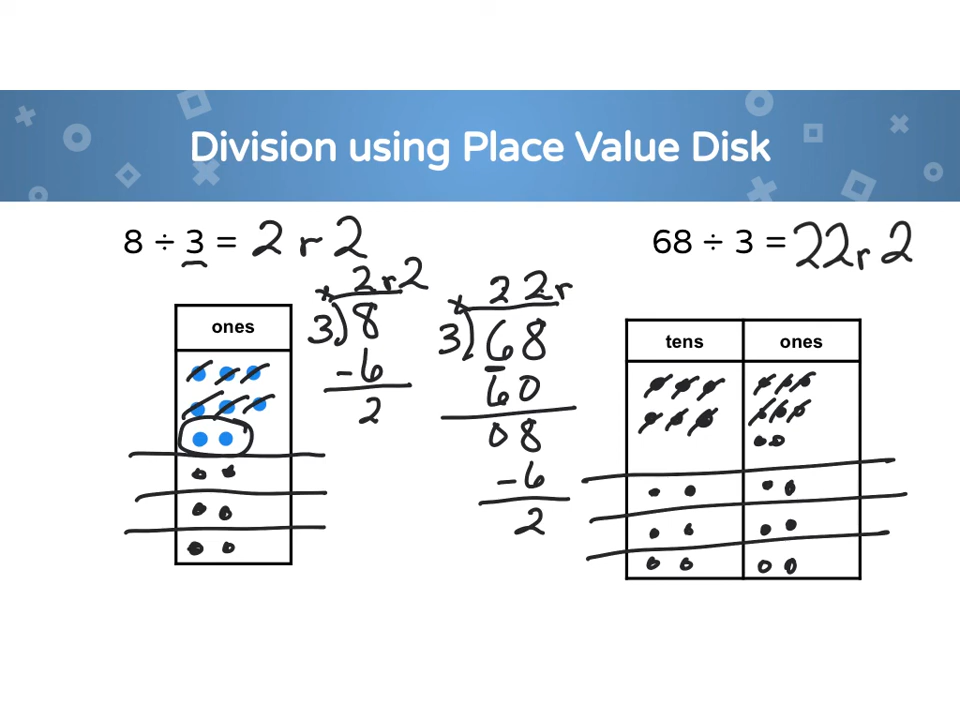 Division using Place Value Disk
8 ÷ 3 = 2 r 2
68 ÷ 3 = 22 r 2
× 2 r 2
3) 8
- 6
2
× 22 r
3) 68
60
08
- 6
2
ones
tens ones